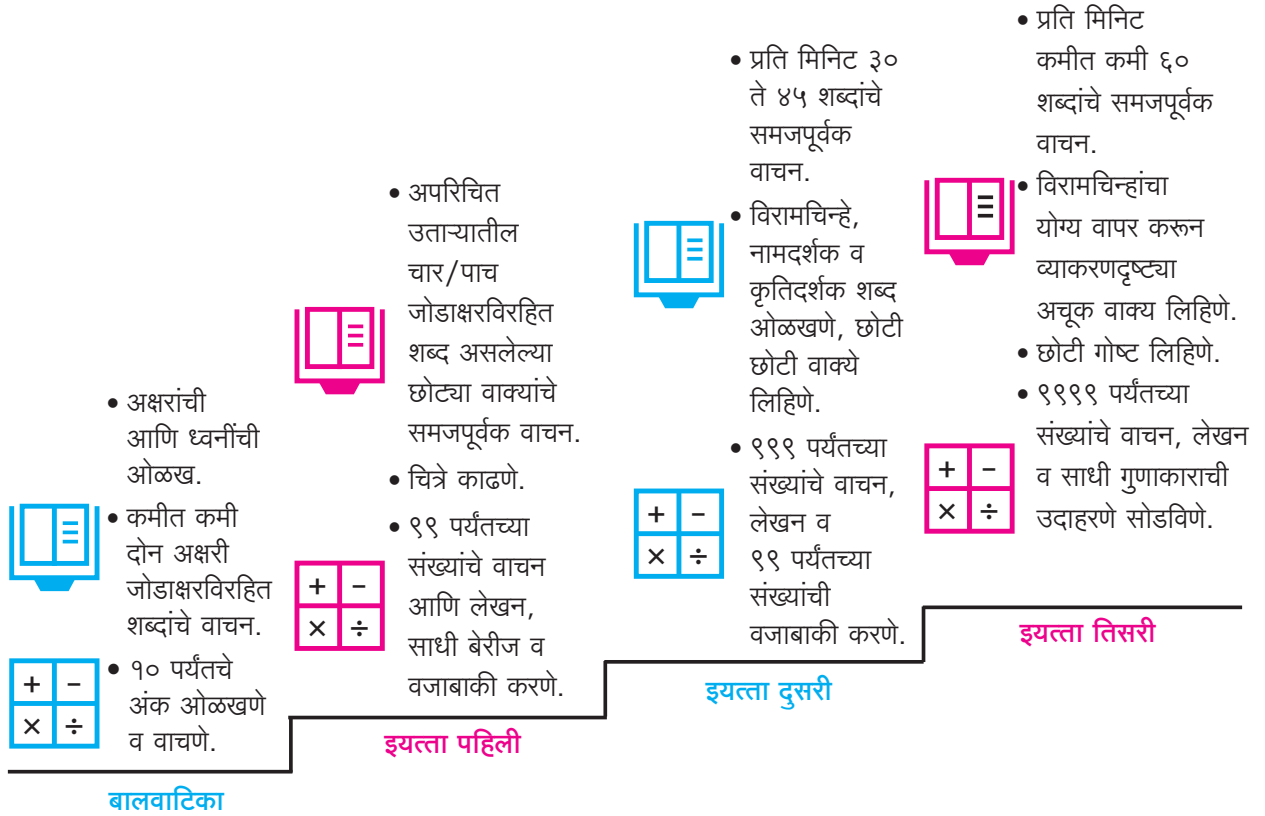 • अक्षरांची
आणि ध्वनींची
ओळख.
• कमीत कमी
दोन अक्षरी
जोडाक्षरविरहित
शब्दांचे वाचन.
• १० पर्यंतचे
अंक ओळखणे
व वाचणे.
+ −
× ÷
बालवाटिका
• अपरिचित
उताऱ्यातील
चार/पाच
जोडाक्षरविरहित
शब्द असलेल्या
छोट्या वाक्यांचे
समजपूर्वक वाचन.
• चित्रे काढणे.
• ९९ पर्यंतच्या
संख्यांचे वाचन
आणि लेखन,
साधी बेरीज व
वजाबाकी करणे.
+ −
× ÷
इयत्ता पहिली
• प्रति मिनिट ३०
ते ४५ शब्दांचे
समजपूर्वक
वाचन.
• विरामचिन्हे,
नामदर्शक व
कृतिदर्शक शब्द
ओळखणे, छोटी
छोटी वाक्ये
लिहिणे.
• ९९९ पर्यंतच्या
संख्यांचे वाचन,
लेखन व
९९ पर्यंतच्या
संख्यांची
वजाबाकी करणे.
+ −
× ÷
इयत्ता दुसरी
• प्रति मिनिट
कमीत कमी ६०
शब्दांचे समजपूर्वक
वाचन.
• विरामचिन्हांचा
योग्य वापर करून
व्याकरणदृष्ट्या
अचूक वाक्य लिहिणे.
• छोटी गोष्ट लिहिणे.
• ९९९९ पर्यंतच्या
संख्यांचे वाचन, लेखन
व साधी गुणाकाराची
उदाहरणे सोडविणे.
+ −
× ÷
इयत्ता तिसरी